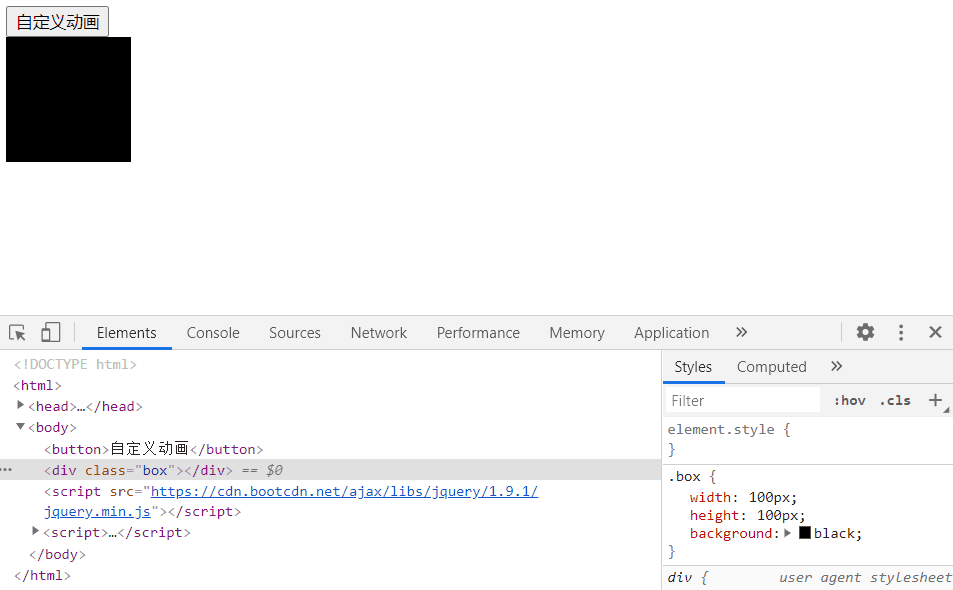 自定义动画
Elements Console Sources Network Performance Memory Application »
<!DOCTYPE html>
<html>
<head>…</head>
<body>
<button>自定义动画</button>
<div class="box"></div> == $0
<script src="https://cdn.bootcdn.net/ajax/libs/jquery/1.9.1/
jquery.min.js"></script>
<script>…</script>
</body>
</html>
Styles Computed »
Filter :hov .cls +
element.style {
}
.box {
width: 100px;
height: 100px;
background: black;
}
div { user agent stylesheet